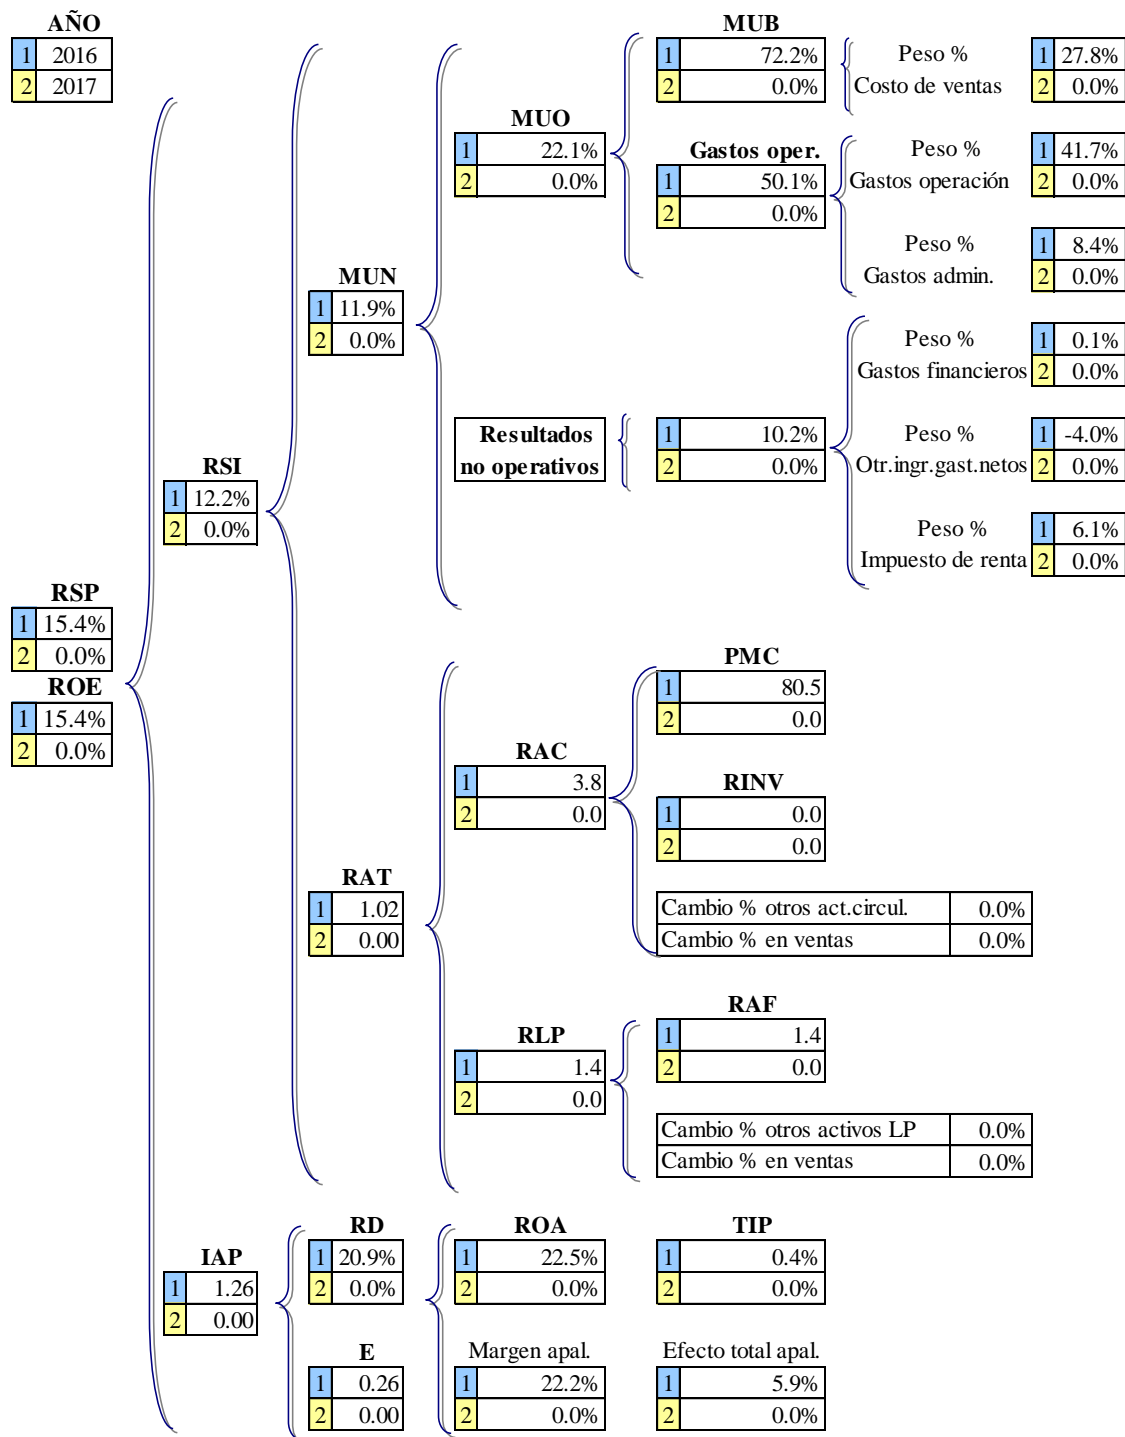 AÑO
1 2016
2 2017
MUB
1 72.2%
2 0.0%
Peso %
Costo de ventas
1 27.8%
2 0.0%
MUO
1 22.1%
2 0.0%
Gastos oper.
1 50.1%
2 0.0%
Peso %
Gastos operación
1 41.7%
2 0.0%
Peso %
Gastos admin.
1 8.4%
2 0.0%
MUN
1 11.9%
2 0.0%
Peso %
Gastos financieros
1 0.1%
2 0.0%
Resultados
no operativos
1 10.2%
2 0.0%
Peso %
Otr.ingr.gast.netos
1 -4.0%
2 0.0%
Peso %
Impuesto de renta
1 6.1%
2 0.0%
RSI
1 12.2%
2 0.0%
RSP
1 15.4%
2 0.0%
ROE
1 15.4%
2 0.0%
PMC
1 80.5
2 0.0
RAC
1 3.8
2 0.0
RINV
1 0.0
2 0.0
RAT
1 1.02
2 0.00
Cambio % otros act.circul. 0.0%
Cambio % en ventas 0.0%
RAF
1 1.4
2 0.0
RLP
1 1.4
2 0.0
Cambio % otros activos LP 0.0%
Cambio % en ventas 0.0%
IAP
1 1.26
2 0.00
RD
1 20.9%
2 0.0%
ROA
1 22.5%
2 0.0%
TIP
1 0.4%
2 0.0%
E
1 0.26
2 0.00
Margen apal.
1 22.2%
2 0.0%
Efecto total apal.
1 5.9%
2 0.0%